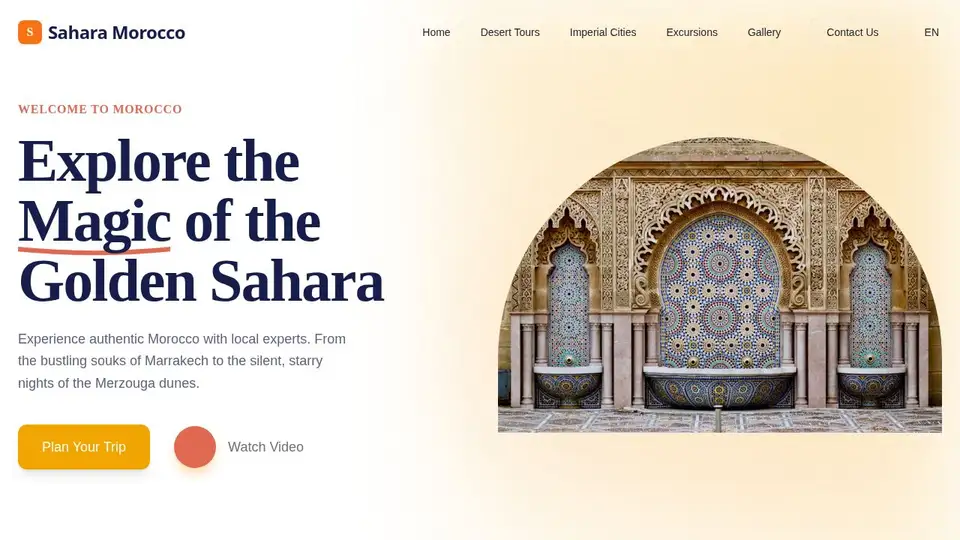 S Sahara Morocco
Home Desert Tours Imperial Cities Excursions Gallery Contact Us EN
WELCOME TO MOROCCO
Explore the
Magic of the
Golden Sahara
Experience authentic Morocco with local experts. From
the bustling souks of Marrakech to the silent, starry
nights of the Merzouga dunes.
Plan Your Trip
Watch Video